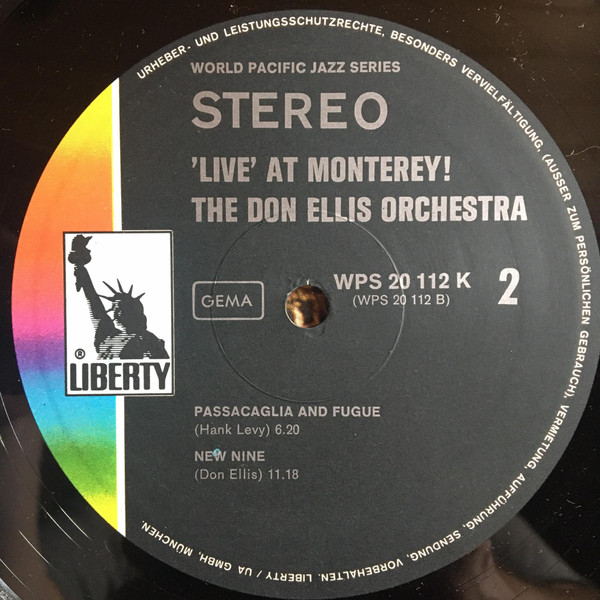 URHEBER- UND LEISTUNGSSCHUTZRECHTE, BESONDERS VERVIELFÄLTIGUNG, (AUSSER ZUM PERSÖNLICHEN GEBRAUCH), VERMIETUNG, AUFFÜHRUNG, SENDUNG, VORBEHALTEN. LIBERTY / UA GMBH, MÜNCHEN.
WORLD PACIFIC JAZZ SERIES
STEREO
'LIVE' AT MONTEREY!
THE DON ELLIS ORCHESTRA
GEMA
WPS 20 112 K
(WPS 20 112 B)
2
®
LIBERTY
PASSACAGLIA AND FUGUE
(Hank Levy) 6.20
NEW NINE
(Don Ellis) 11.18